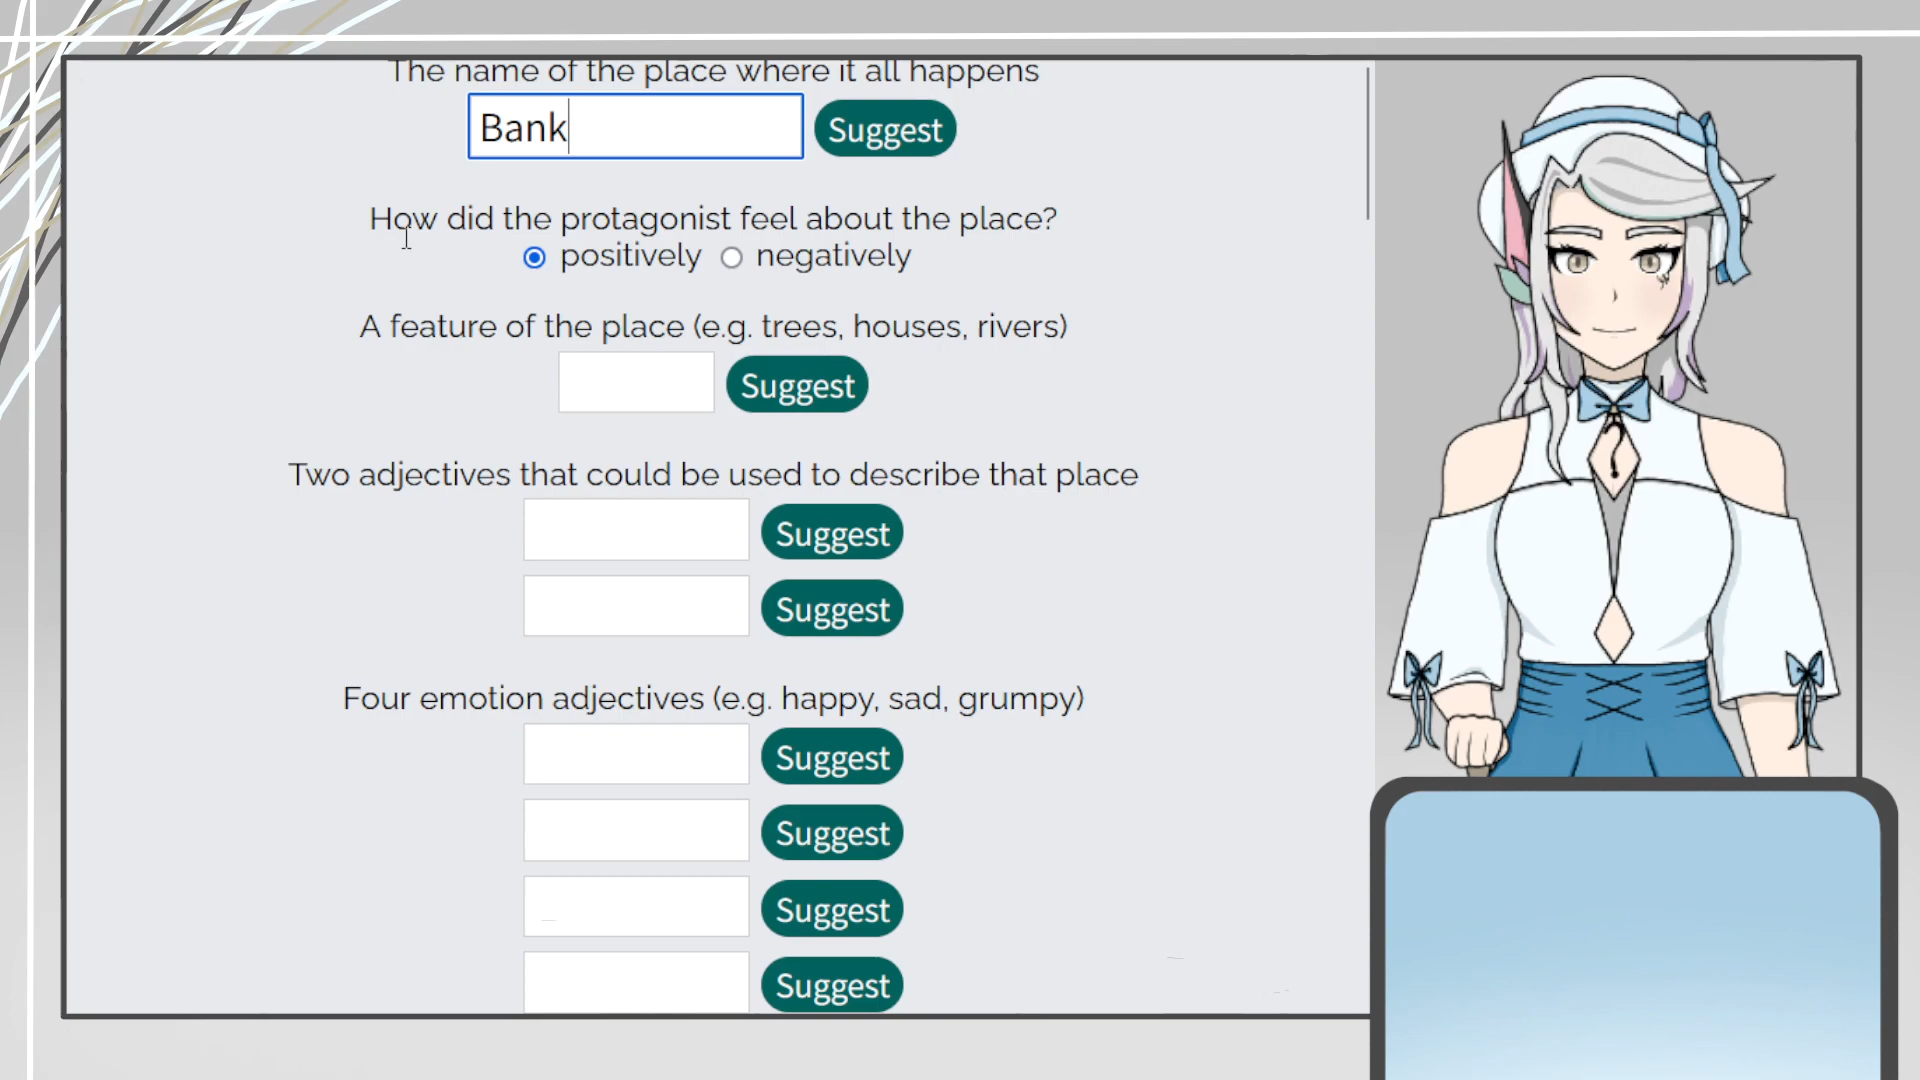 The name of the place where it all happens
Bank Suggest
How did the protagonist feel about the place?
positively negatively
A feature of the place (e.g. trees, houses, rivers)
Suggest
Two adjectives that could be used to describe that place
Suggest
Suggest
Four emotion adjectives (e.g. happy, sad, grumpy)
Suggest
Suggest
Suggest
Suggest
?